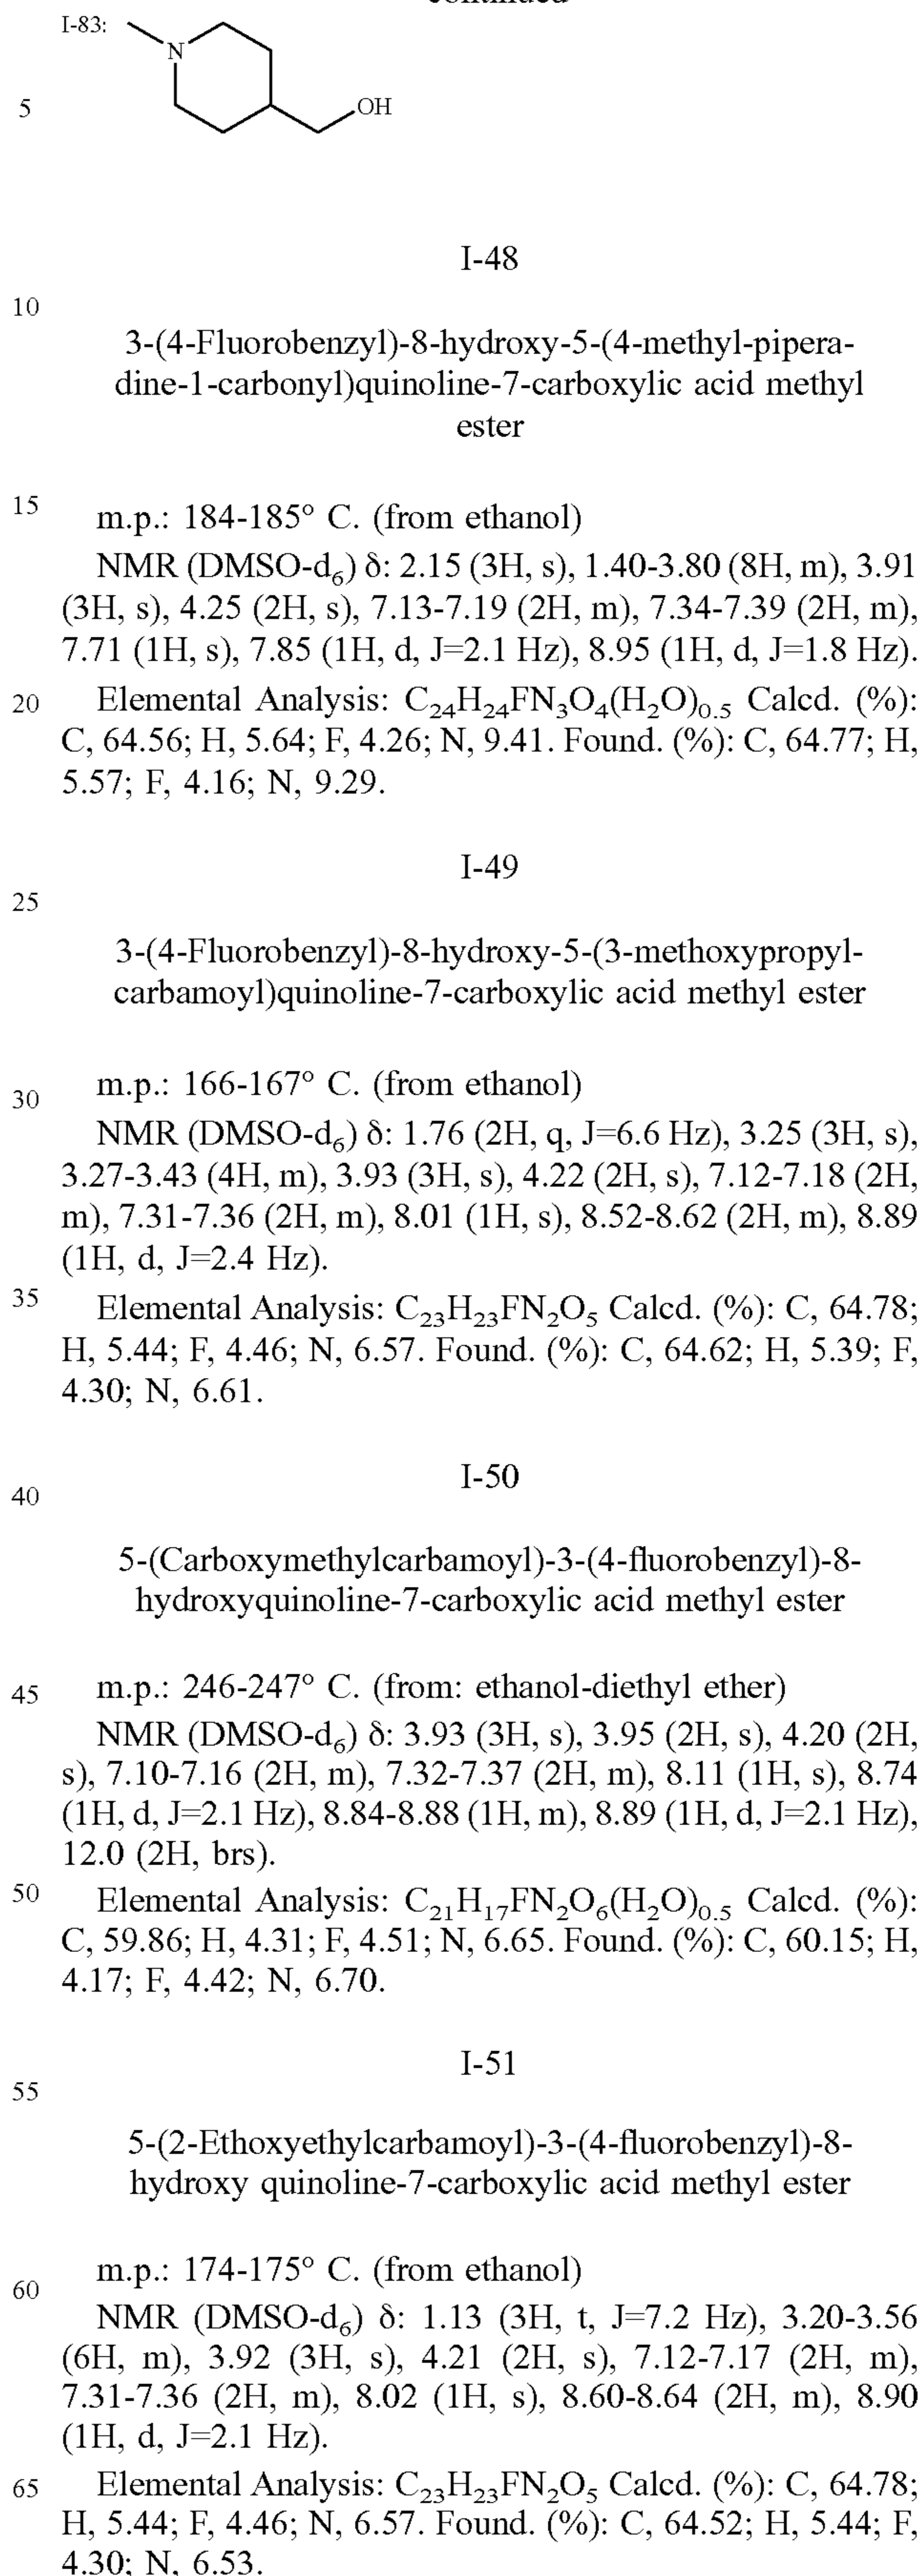 continued
I-83:
N
5
OH
I-48
10
3-(4-Fluorobenzyl)-8-hydroxy-5-(4-methyl-pipera-
dine-1-carbonyl)quinoline-7-carboxylic acid methyl
ester
15 m.p.: 184-185° C. (from ethanol)
NMR (DMSO-d₆) δ: 2.15 (3H, s), 1.40-3.80 (8H, m), 3.91
(3H, s), 4.25 (2H, s), 7.13-7.19 (2H, m), 7.34-7.39 (2H, m),
7.71 (1H, s), 7.85 (1H, d, J=2.1 Hz), 8.95 (1H, d, J=1.8 Hz).
20 Elemental Analysis: C₂₄H₂₄FN₃O₄(H₂O)₀.₅ Calcd. (%):
C, 64.56; H, 5.64; F, 4.26; N, 9.41. Found. (%): C, 64.77; H,
5.57; F, 4.16; N, 9.29.
I-49
25
3-(4-Fluorobenzyl)-8-hydroxy-5-(3-methoxypropyl-
carbamoyl)quinoline-7-carboxylic acid methyl ester
30 m.p.: 166-167° C. (from ethanol)
NMR (DMSO-d₆) δ: 1.76 (2H, q, J=6.6 Hz), 3.25 (3H, s),
3.27-3.43 (4H, m), 3.93 (3H, s), 4.22 (2H, s), 7.12-7.18 (2H,
m), 7.31-7.36 (2H, m), 8.01 (1H, s), 8.52-8.62 (2H, m), 8.89
(1H, d, J=2.4 Hz).
35 Elemental Analysis: C₂₃H₂₃FN₂O₅ Calcd. (%): C, 64.78;
H, 5.44; F, 4.46; N, 6.57. Found. (%): C, 64.62; H, 5.39; F,
4.30; N, 6.61.
I-50
40
5-(Carboxymethylcarbamoyl)-3-(4-fluorobenzyl)-8-
hydroxyquinoline-7-carboxylic acid methyl ester
45 m.p.: 246-247° C. (from: ethanol-diethyl ether)
NMR (DMSO-d₆) δ: 3.93 (3H, s), 3.95 (2H, s), 4.20 (2H,
s), 7.10-7.16 (2H, m), 7.32-7.37 (2H, m), 8.11 (1H, s), 8.74
(1H, d, J=2.1 Hz), 8.84-8.88 (1H, m), 8.89 (1H, d, J=2.1 Hz),
12.0 (2H, brs).
50 Elemental Analysis: C₂₁H₁₇FN₂O₆(H₂O)₀.₅ Calcd. (%):
C, 59.86; H, 4.31; F, 4.51; N, 6.65. Found. (%): C, 60.15; H,
4.17; F, 4.42; N, 6.70.
I-51
55
5-(2-Ethoxyethylcarbamoyl)-3-(4-fluorobenzyl)-8-
hydroxy quinoline-7-carboxylic acid methyl ester
60 m.p.: 174-175° C. (from ethanol)
NMR (DMSO-d₆) δ: 1.13 (3H, t, J=7.2 Hz), 3.20-3.56
(6H, m), 3.92 (3H, s), 4.21 (2H, s), 7.12-7.17 (2H, m),
7.31-7.36 (2H, m), 8.02 (1H, s), 8.60-8.64 (2H, m), 8.90
(1H, d, J=2.1 Hz).
65 Elemental Analysis: C₂₃H₂₃FN₂O₅ Calcd. (%): C, 64.78;
H, 5.44; F, 4.46; N, 6.57. Found. (%): C, 64.52; H, 5.44; F,
4.30; N, 6.53.